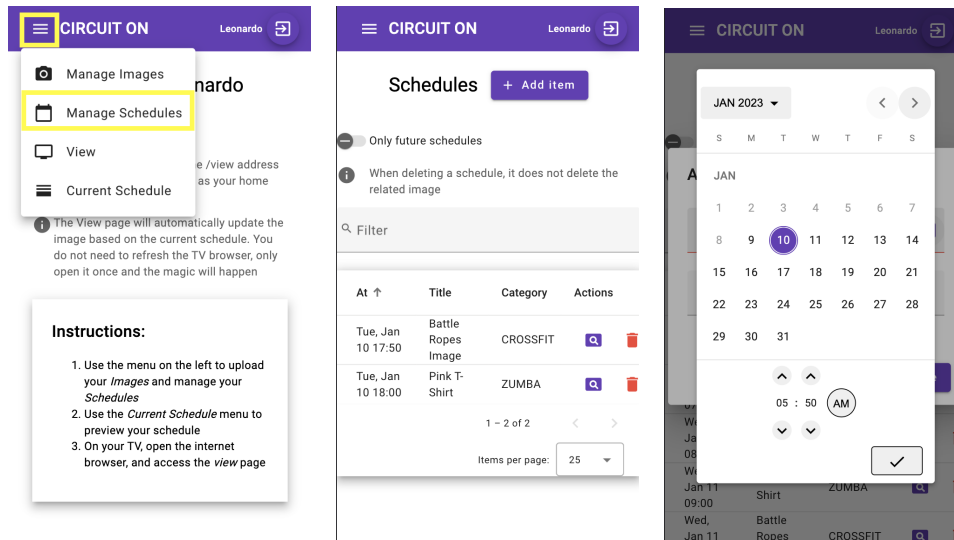 CIRCUIT ON
Leonardo
Manage Images
Manage Schedules
View
Current Schedule
nardo
e /view address
as your home
The View page will automatically update the
image based on the current schedule. You
do not need to refresh the TV browser, only
open it once and the magic will happen
Instructions:
1. Use the menu on the left to upload
your Images and manage your
Schedules
2. Use the Current Schedule menu to
preview your schedule
3. On your TV, open the internet
browser, and access the view page
CIRCUIT ON
Leonardo
Schedules
+ Add item
Only future schedules
When deleting a schedule, it does not delete the
related image
Filter
At Title Category Actions
Tue, Jan
10 17:50
Battle
Ropes
Image
CROSSFIT
Tue, Jan
10 18:00
Pink T-
Shirt
ZUMBA
1 – 2 of 2
Items per page: 25
CIRCUIT ON
Leonardo
JAN 2023
S M T W T F S
JAN
1 2 3 4 5 6 7
8 9 10 11 12 13 14
15 16 17 18 19 20 21
22 23 24 25 26 27 28
29 30 31
05 : 50 AM
A
We
Ja
08
We
Jan 11
09:00
Shirt
ZUMBA
Wed,
Jan 11
Battle
Ropes
CROSSFIT